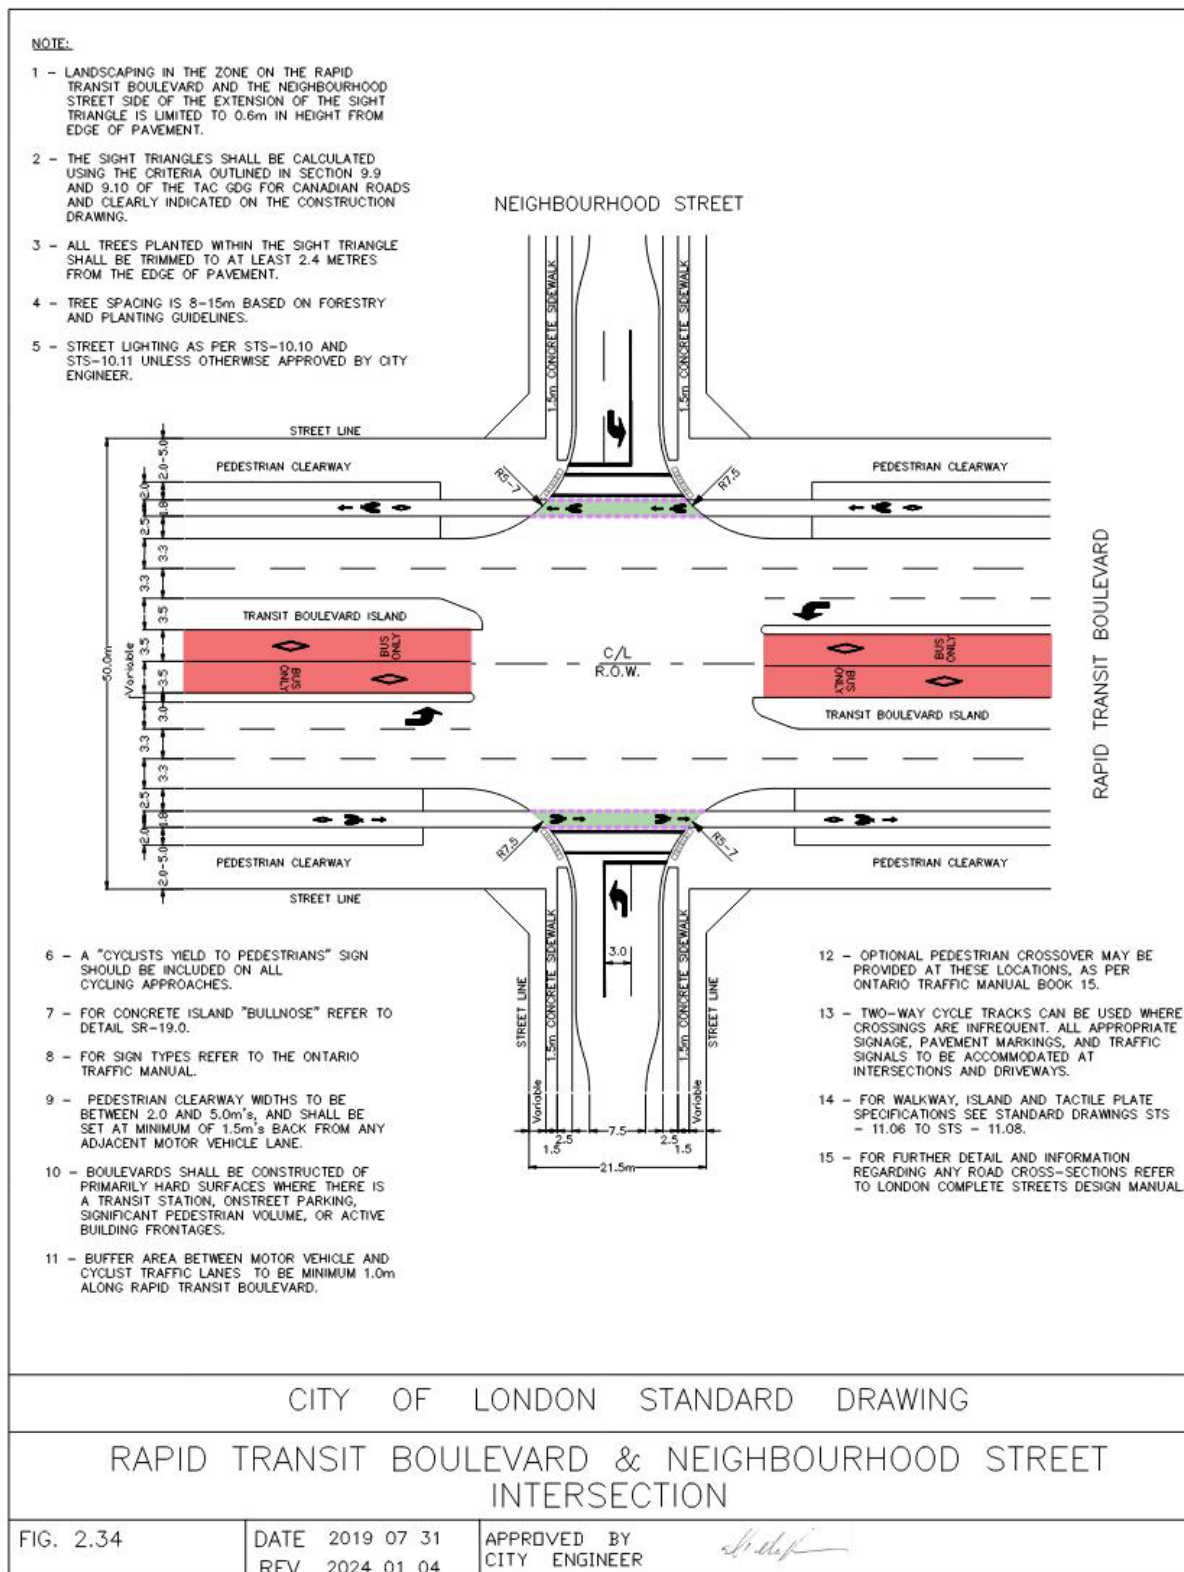 NOTE:
1 - LANDSCAPING IN THE ZONE ON THE RAPID
TRANSIT BOULEVARD AND THE NEIGHBOURHOOD
STREET SIDE OF THE EXTENSION OF THE SIGHT
TRIANGLE IS LIMITED TO 0.6m IN HEIGHT FROM
EDGE OF PAVEMENT.
2 - THE SIGHT TRIANGLES SHALL BE CALCULATED
USING THE CRITERIA OUTLINED IN SECTION 9.9
AND 9.10 OF THE TAC GDG FOR CANADIAN ROADS
AND CLEARLY INDICATED ON THE CONSTRUCTION
DRAWING.
3 - ALL TREES PLANTED WITHIN THE SIGHT TRIANGLE
SHALL BE TRIMMED TO AT LEAST 2.4 METRES
FROM THE EDGE OF PAVEMENT.
4 - TREE SPACING IS 8-15m BASED ON FORESTRY
AND PLANTING GUIDELINES.
5 - STREET LIGHTING AS PER STS-10.10 AND
STS-10.11 UNLESS OTHERWISE APPROVED BY CITY
ENGINEER.
NEIGHBOURHOOD STREET
1.5m CONCRETE SIDEWALK
1.5m CONCRETE SIDEWALK
STREET LINE
PEDESTRIAN CLEARWAY
PEDESTRIAN CLEARWAY
R5-7
R7.5
50.0m
2.0-5.0
2.0
1.8
2.5
3.3
3.3
3.5
3.5
3.5
3.0
3.3
3.3
2.5
1.8
2.0
2.0-5.0
Variable
TRANSIT BOULEVARD ISLAND
BUS
ONLY
BUS
ONLY
C/L
R.O.W.
BUS
ONLY
BUS
ONLY
TRANSIT BOULEVARD ISLAND
RAPID TRANSIT BOULEVARD
R7.5
R5-7
PEDESTRIAN CLEARWAY
PEDESTRIAN CLEARWAY
STREET LINE
STREET LINE
1.5m CONCRETE SIDEWALK
3.0
1.5m CONCRETE SIDEWALK
STREET LINE
Variable
1.5
2.5
7.5
2.5
1.5
Variable
21.5m
6 - A "CYCLISTS YIELD TO PEDESTRIANS" SIGN
SHOULD BE INCLUDED ON ALL
CYCLING APPROACHES.
7 - FOR CONCRETE ISLAND "BULLNOSE" REFER TO
DETAIL SR-19.0.
8 - FOR SIGN TYPES REFER TO THE ONTARIO
TRAFFIC MANUAL.
9 - PEDESTRIAN CLEARWAY WIDTHS TO BE
BETWEEN 2.0 AND 5.0m's, AND SHALL BE
SET AT MINIMUM OF 1.5m's BACK FROM ANY
ADJACENT MOTOR VEHICLE LANE.
10 - BOULEVARDS SHALL BE CONSTRUCTED OF
PRIMARILY HARD SURFACES WHERE THERE IS
A TRANSIT STATION, ONSTREET PARKING,
SIGNIFICANT PEDESTRIAN VOLUME, OR ACTIVE
BUILDING FRONTAGES.
11 - BUFFER AREA BETWEEN MOTOR VEHICLE AND
CYCLIST TRAFFIC LANES TO BE MINIMUM 1.0m
ALONG RAPID TRANSIT BOULEVARD.
12 - OPTIONAL PEDESTRIAN CROSSOVER MAY BE
PROVIDED AT THESE LOCATIONS, AS PER
ONTARIO TRAFFIC MANUAL BOOK 15.
13 - TWO-WAY CYCLE TRACKS CAN BE USED WHERE
CROSSINGS ARE INFREQUENT. ALL APPROPRIATE
SIGNAGE, PAVEMENT MARKINGS, AND TRAFFIC
SIGNALS TO BE ACCOMMODATED AT
INTERSECTIONS AND DRIVEWAYS.
14 - FOR WALKWAY, ISLAND AND TACTILE PLATE
SPECIFICATIONS SEE STANDARD DRAWINGS STS
- 11.06 TO STS - 11.08.
15 - FOR FURTHER DETAIL AND INFORMATION
REGARDING ANY ROAD CROSS-SECTIONS REFER
TO LONDON COMPLETE STREETS DESIGN MANUAL.
CITY OF LONDON STANDARD DRAWING
RAPID TRANSIT BOULEVARD & NEIGHBOURHOOD STREET
INTERSECTION
FIG. 2.34
DATE 2019 07 31
REV 2024 01 04
APPROVED BY
CITY ENGINEER